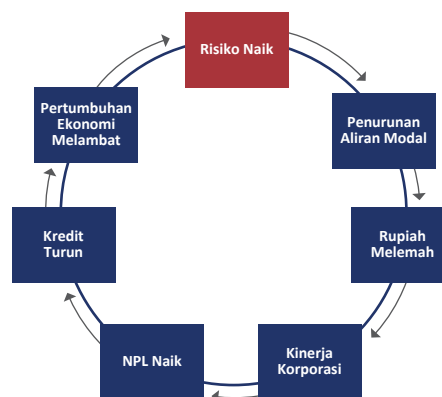 Risiko Naik
Penurunan
Aliran Modal
Rupiah
Melemah
Kinerja
Korporasi
NPL Naik
Kredit
Turun
Pertumbuhan
Ekonomi
Melambat